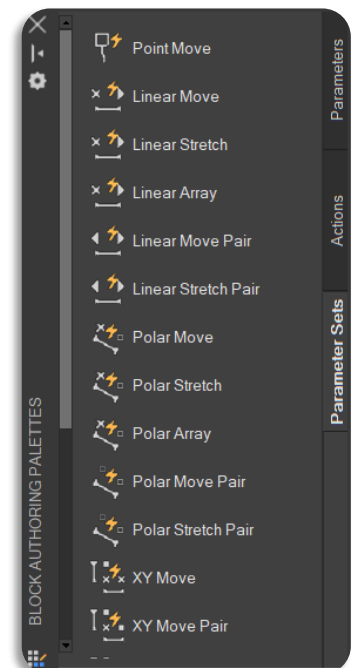 Point Move
Linear Move
Linear Stretch
Linear Array
Linear Move Pair
Linear Stretch Pair
Polar Move
Polar Stretch
Polar Array
Polar Move Pair
Polar Stretch Pair
XY Move
XY Move Pair
Parameters
Actions
Parameter Sets
BLOCK AUTHORING PALETTES